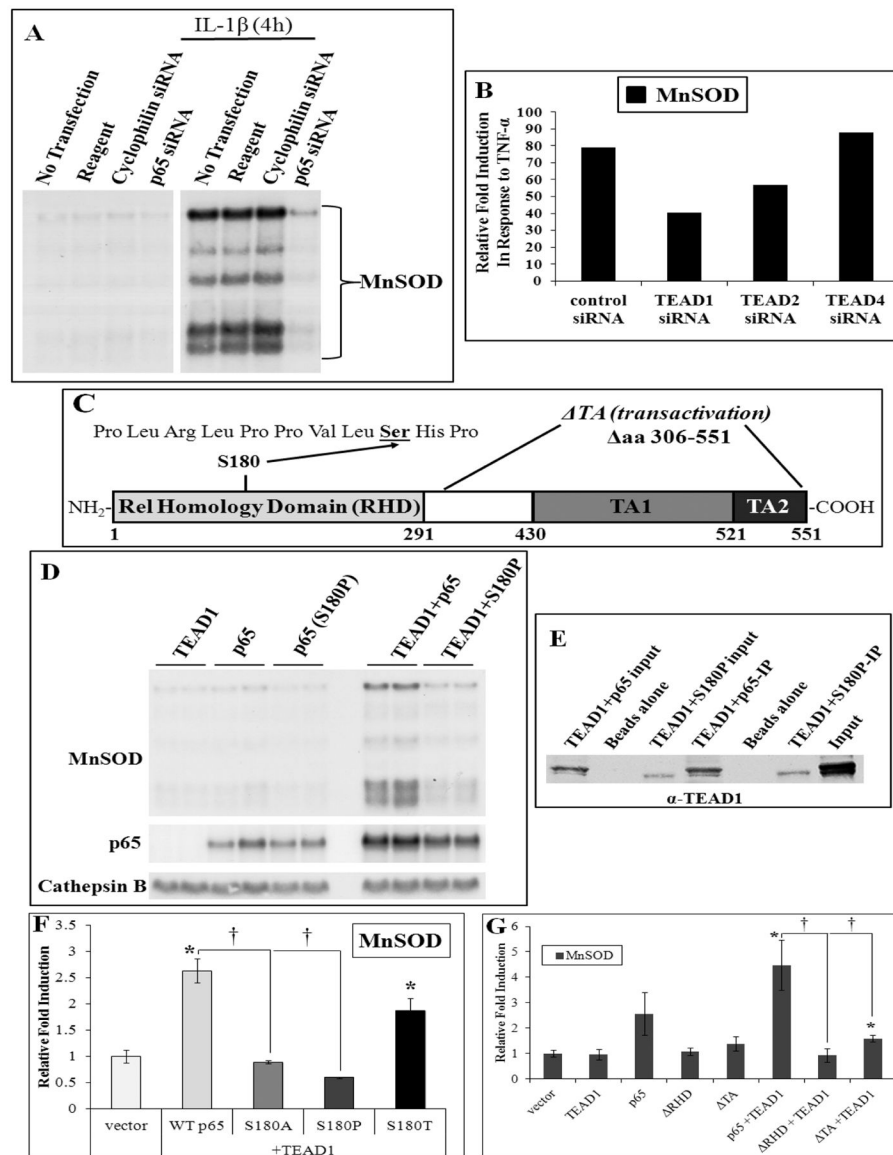 A
IL-1β (4h)
No Transfection
Reagent
Cyclophilin siRNA
p65 siRNA
No Transfection
Reagent
Cyclophilin siRNA
p65 siRNA
MnSOD
B
MnSOD
Relative Fold Induction
In Response to TNF-α
100
90
80
70
60
50
40
30
20
10
0
control
siRNA
TEAD1
siRNA
TEAD2
siRNA
TEAD4
siRNA
C
ΔTA (transactivation)
Δaa 306-551
Pro Leu Arg Leu Pro Pro Val Leu Ser His Pro
S180
NH2- Rel Homology Domain (RHD) TA1 TA2 -COOH
1 291 430 521 551
D
TEAD1
p65
p65 (S180P)
TEAD1+p65
TEAD1+S180P
MnSOD
p65
Cathepsin B
E
TEAD1+p65 input
Beads alone
TEAD1+S180P input
TEAD1+p65-IP
Beads alone
TEAD1+S180P-IP
Input
α-TEAD1
F
MnSOD
Relative Fold Induction
3.5
3
2.5
2
1.5
1
0.5
0
* † † *
vector WT p65 S180A S180P S180T
+TEAD1
G
MnSOD
Relative Fold Induction
6
5
4
3
2
1
0
* † † *
vector
TEAD1
p65
ΔRHD
ΔTA
p65 +TEAD1
ΔRHD + TEAD1
ΔTA +TEAD1